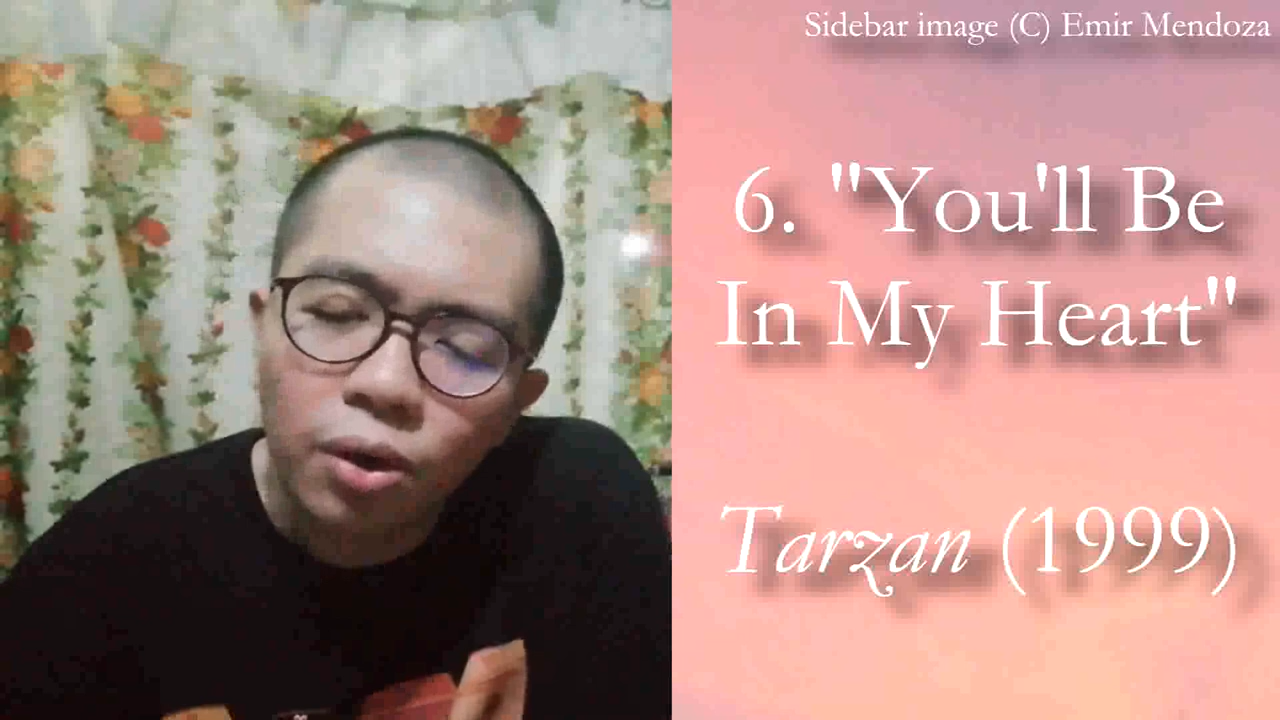 Sidebar image (C) Emir Mendoza
6. "You'll Be
In My Heart"
Tarzan (1999)